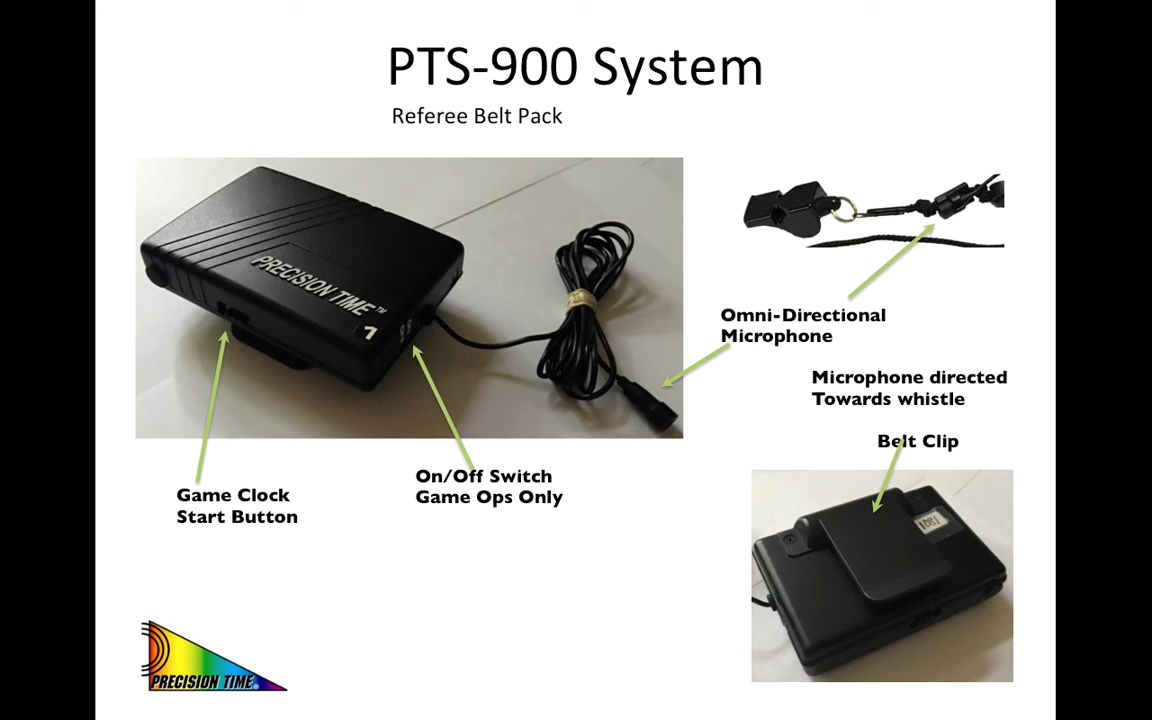 PTS-900 System
Referee Belt Pack
PRECISION TIME™
1
Omni-Directional
Microphone
Microphone directed
Towards whistle
Belt Clip
On/Off Switch
Game Ops Only
Game Clock
Start Button
PRECISION TIME®